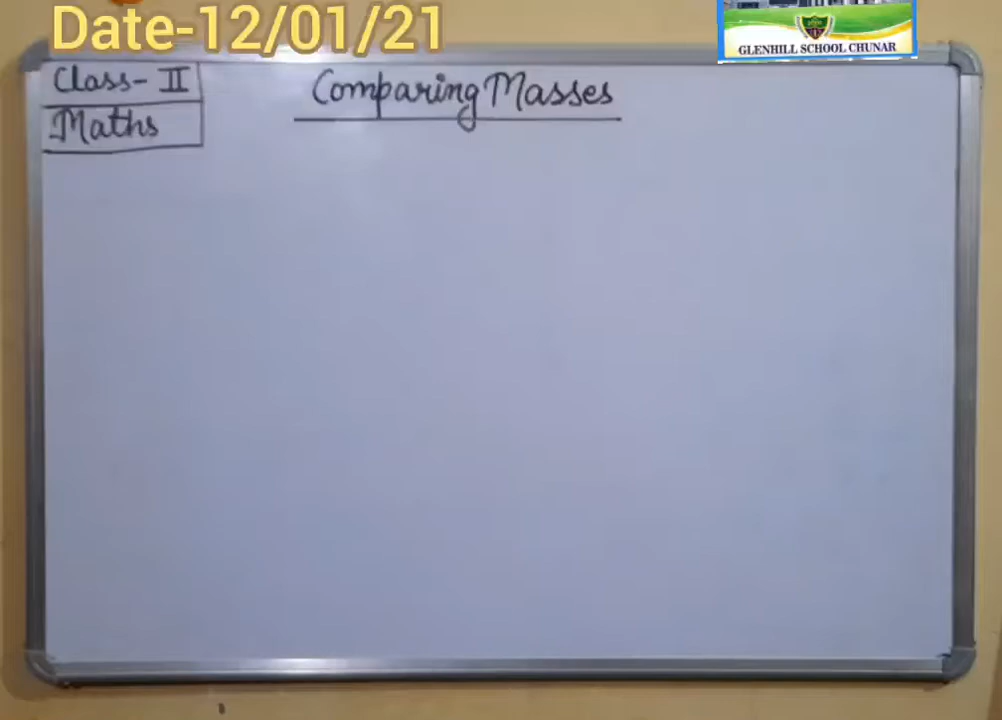 Date-12/01/21
GLENHILL SCHOOL CHUNAR
Class- II
Maths
Comparing Masses